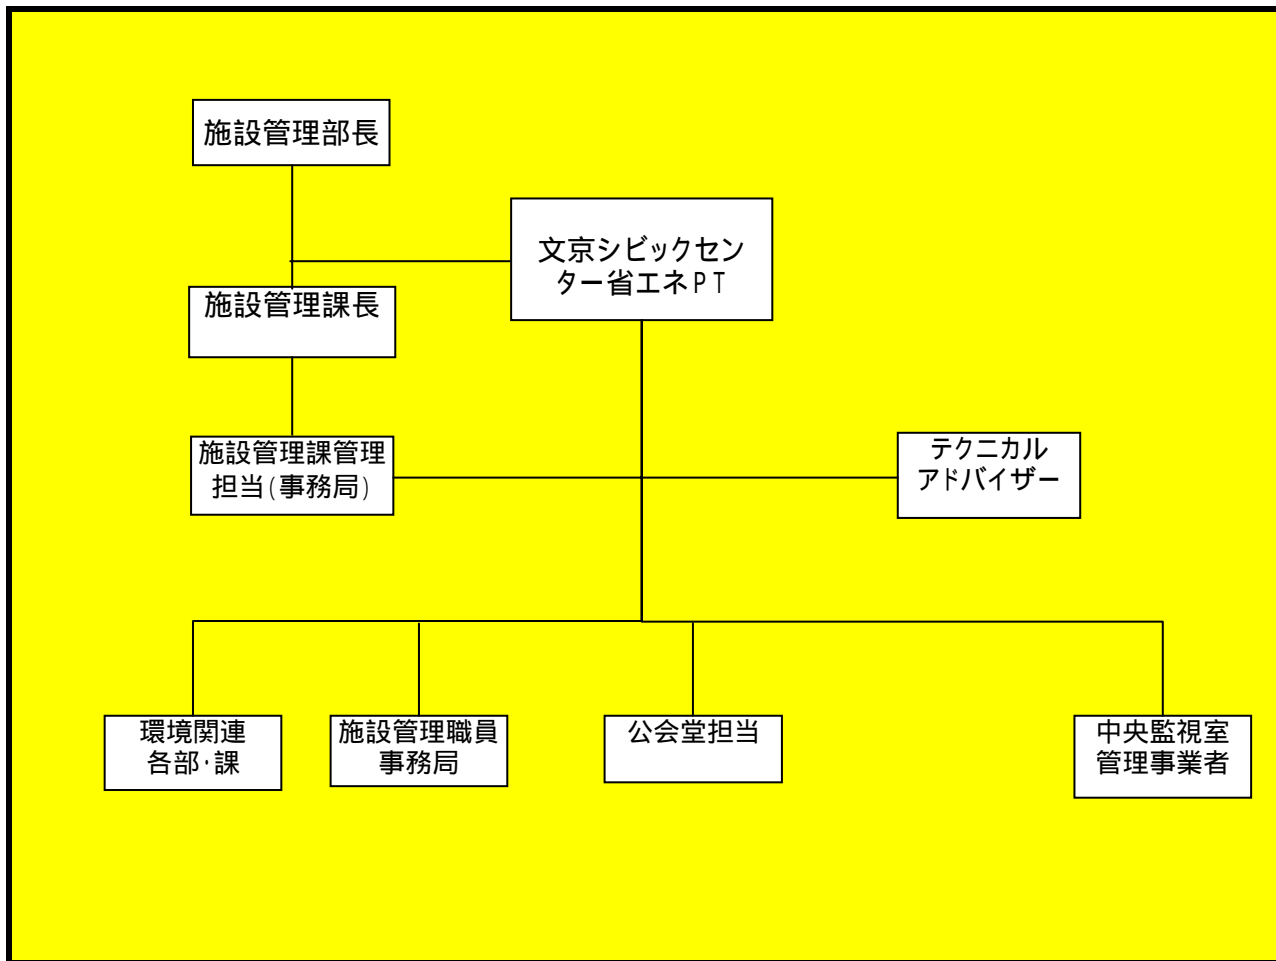 施設管理部長
文京シビックセン
ター省エネPT
施設管理課長
施設管理課管理
担当(事務局)
テクニカル
アドバイザー
環境関連
各部・課
施設管理職員
事務局
公会堂担当
中央監視室
管理事業者